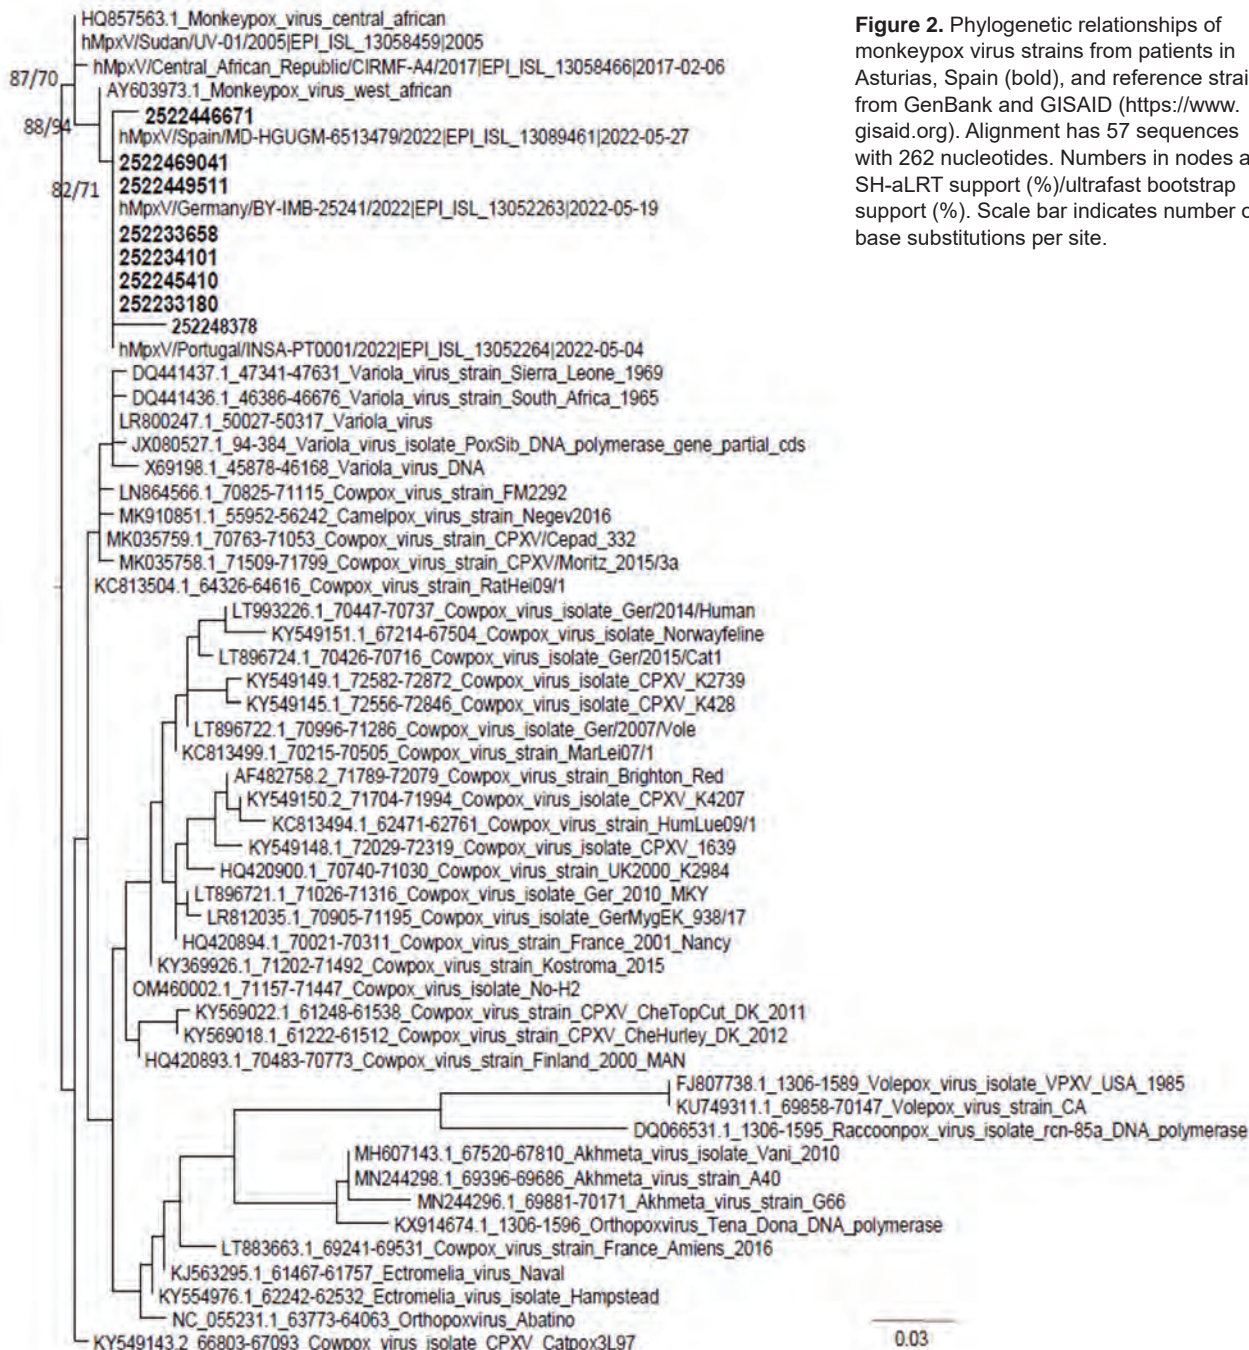 HQ857563.1_Monkeypox_virus_central_african
hMpxV/Sudan/UV-01/2005|EPI_ISL_13058459|2005
hMpxV/Central_African_Republic/CIRMF-A4/2017|EPI_ISL_13058466|2017-02-06
87/70
AY603973.1_Monkeypox_virus_west_african
2522446671
88/94
hMpxV/Spain/MD-HGUGM-6513479/2022|EPI_ISL_13089461|2022-05-27
2522469041
2522449511
82/71
hMpxV/Germany/BY-IMB-25241/2022|EPI_ISL_13052263|2022-05-19
252233658
252234101
252245410
252233180
252248378
hMpxV/Portugal/INSA-PT0001/2022|EPI_ISL_13052264|2022-05-04
DQ441437.1_47341-47631_Variola_virus_strain_Sierra_Leone_1969
DQ441436.1_46386-46676_Variola_virus_strain_South_Africa_1965
LR800247.1_50027-50317_Variola_virus
JX080527.1_94-384_Variola_virus_isolate_PoxSib_DNA_polymerase_gene_partial_cds
X69198.1_45878-46168_Variola_virus_DNA
LN864566.1_70825-71115_Cowpox_virus_strain_FM2292
MK910851.1_55952-56242_Camelpox_virus_strain_Negev2016
MK035759.1_70763-71053_Cowpox_virus_strain_CPXV/Cepad_332
MK035758.1_71509-71799_Cowpox_virus_strain_CPXV/Moritz_2015/3a
KC813504.1_64326-64616_Cowpox_virus_strain_RatHei09/1
LT993226.1_70447-70737_Cowpox_virus_isolate_Ger/2014/Human
KY549151.1_67214-67504_Cowpox_virus_isolate_Norwayfeline
LT896724.1_70426-70716_Cowpox_virus_isolate_Ger/2015/Cat1
KY549149.1_72582-72872_Cowpox_virus_isolate_CPXV_K2739
KY549145.1_72556-72846_Cowpox_virus_isolate_CPXV_K428
LT896722.1_70996-71286_Cowpox_virus_isolate_Ger/2007/Vole
KC813499.1_70215-70505_Cowpox_virus_strain_MarLei07/1
AF482758.2_71789-72079_Cowpox_virus_strain_Brighton_Red
KY549150.2_71704-71994_Cowpox_virus_isolate_CPXV_K4207
KC813494.1_62471-62761_Cowpox_virus_strain_HumLue09/1
KY549148.1_72029-72319_Cowpox_virus_isolate_CPXV_1639
HQ420900.1_70740-71030_Cowpox_virus_strain_UK2000_K2984
LT896721.1_71026-71316_Cowpox_virus_isolate_Ger_2010_MKY
LR812035.1_70905-71195_Cowpox_virus_isolate_GerMygEK_938/17
HQ420894.1_70021-70311_Cowpox_virus_strain_France_2001_Nancy
KY369926.1_71202-71492_Cowpox_virus_strain_Kostroma_2015
OM460002.1_71157-71447_Cowpox_virus_isolate_No-H2
KY569022.1_61248-61538_Cowpox_virus_strain_CPXV_CheTopCut_DK_2011
KY569018.1_61222-61512_Cowpox_virus_strain_CPXV_CheHurley_DK_2012
HQ420893.1_70483-70773_Cowpox_virus_strain_Finland_2000_MAN
FJ807738.1_1306-1589_Volepox_virus_isolate_VPXV_USA_1985
KU749311.1_69858-70147_Volepox_virus_strain_CA
DQ066531.1_1306-1595_Raccoonpox_virus_isolate_rcn-85a_DNA_polymerase
MH607143.1_67520-67810_Akhmeta_virus_isolate_Vani_2010
MN244298.1_69396-69686_Akhmeta_virus_strain_A40
MN244296.1_69881-70171_Akhmeta_virus_strain_G66
KX914674.1_1306-1596_Orthopoxvirus_Tena_Dona_DNA_polymerase
LT883663.1_69241-69531_Cowpox_virus_strain_France_Amiens_2016
KJ563295.1_61467-61757_Ectromelia_virus_Naval
KY554976.1_62242-62532_Ectromelia_virus_isolate_Hampstead
NC_055231.1_63773-64063_Orthopoxvirus_Abatino
KY549143.2_66803-67093_Cowpox_virus_isolate_CPXV_Catpox3L97
0.03
Figure 2. Phylogenetic relationships of
monkeypox virus strains from patients in
Asturias, Spain (bold), and reference strai
from GenBank and GISAID (https://www.
gisaid.org). Alignment has 57 sequences
with 262 nucleotides. Numbers in nodes a
SH-aLRT support (%)/ultrafast bootstrap
support (%). Scale bar indicates number o
base substitutions per site.